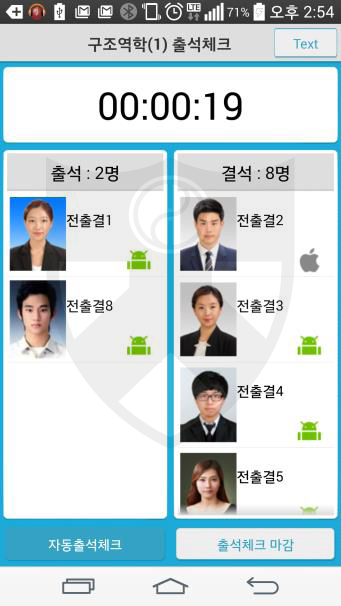 71% 오후 2:54
구조역학(1) 출석체크
Text
00:00:19
출석 : 2명
전출결1
전출결8
결석 : 8명
전출결2
전출결3
전출결4
전출결5
자동출석체크
출석체크 마감